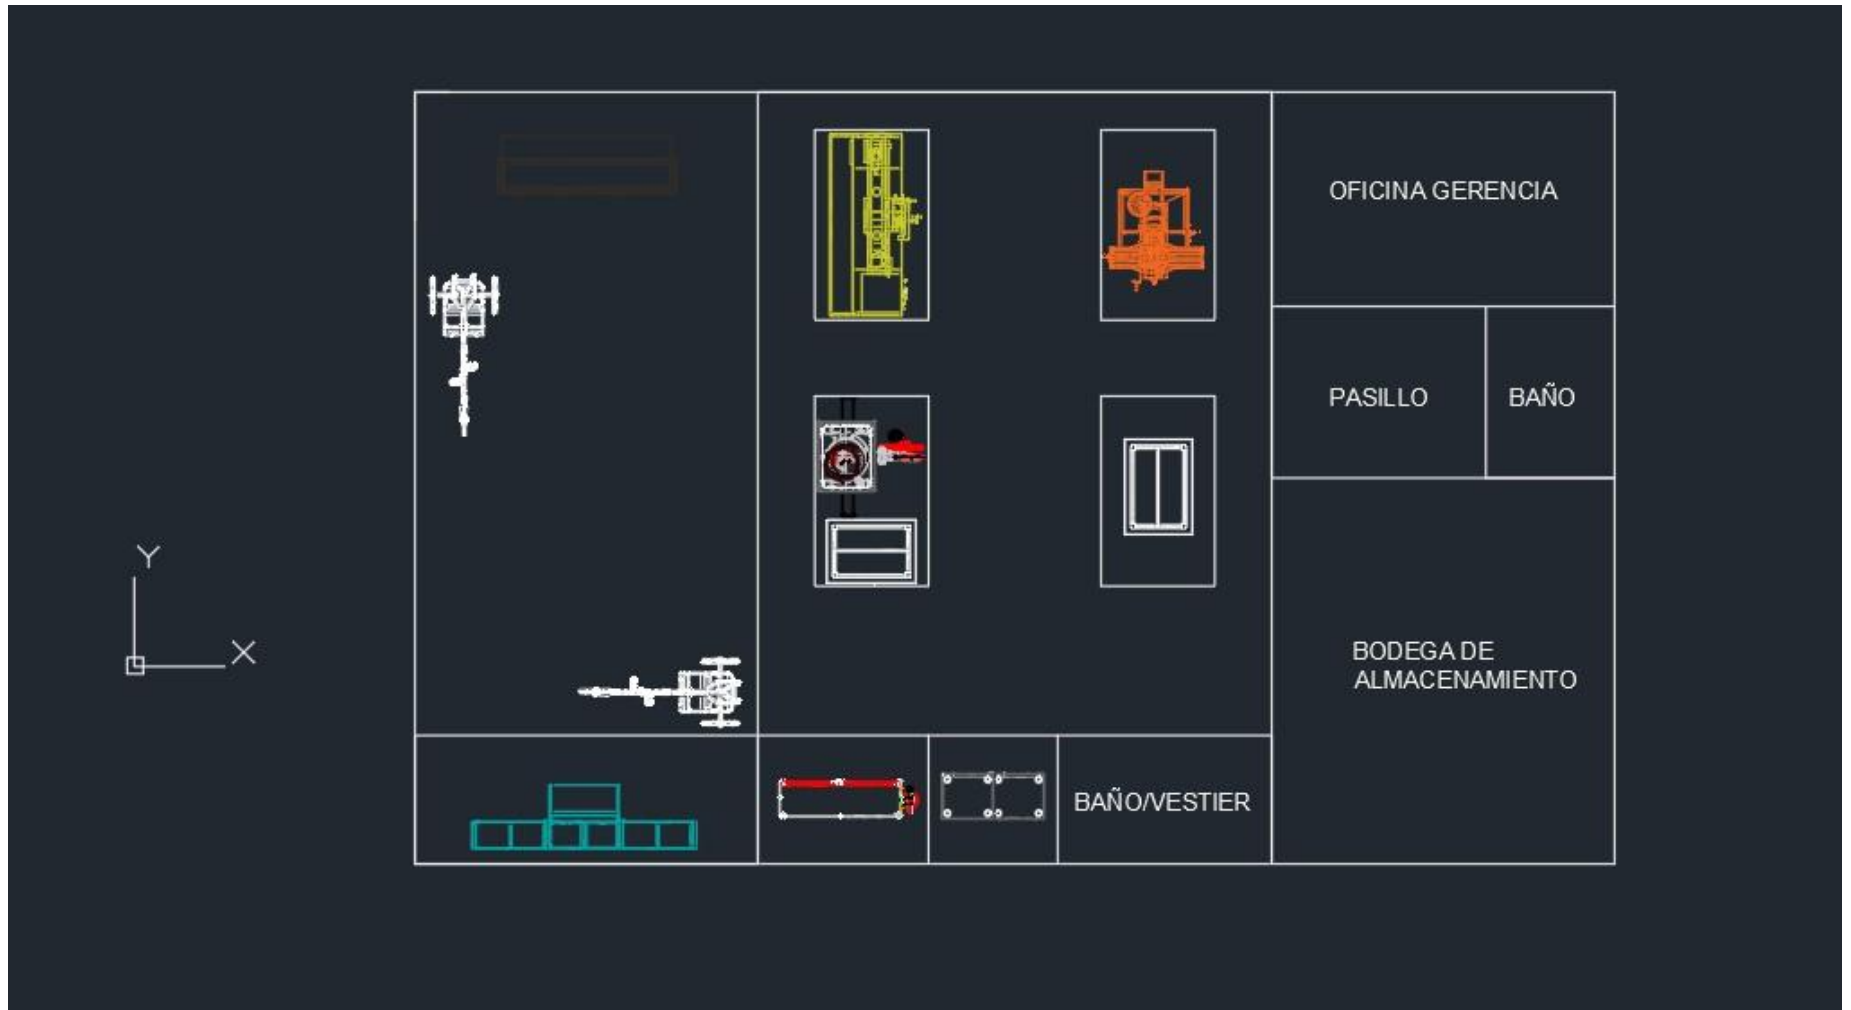 OFICINA GERENCIA
PASILLO
BAÑO
Y
X
BODEGA DE
ALMACENAMIENTO
BAÑO/VESTIER